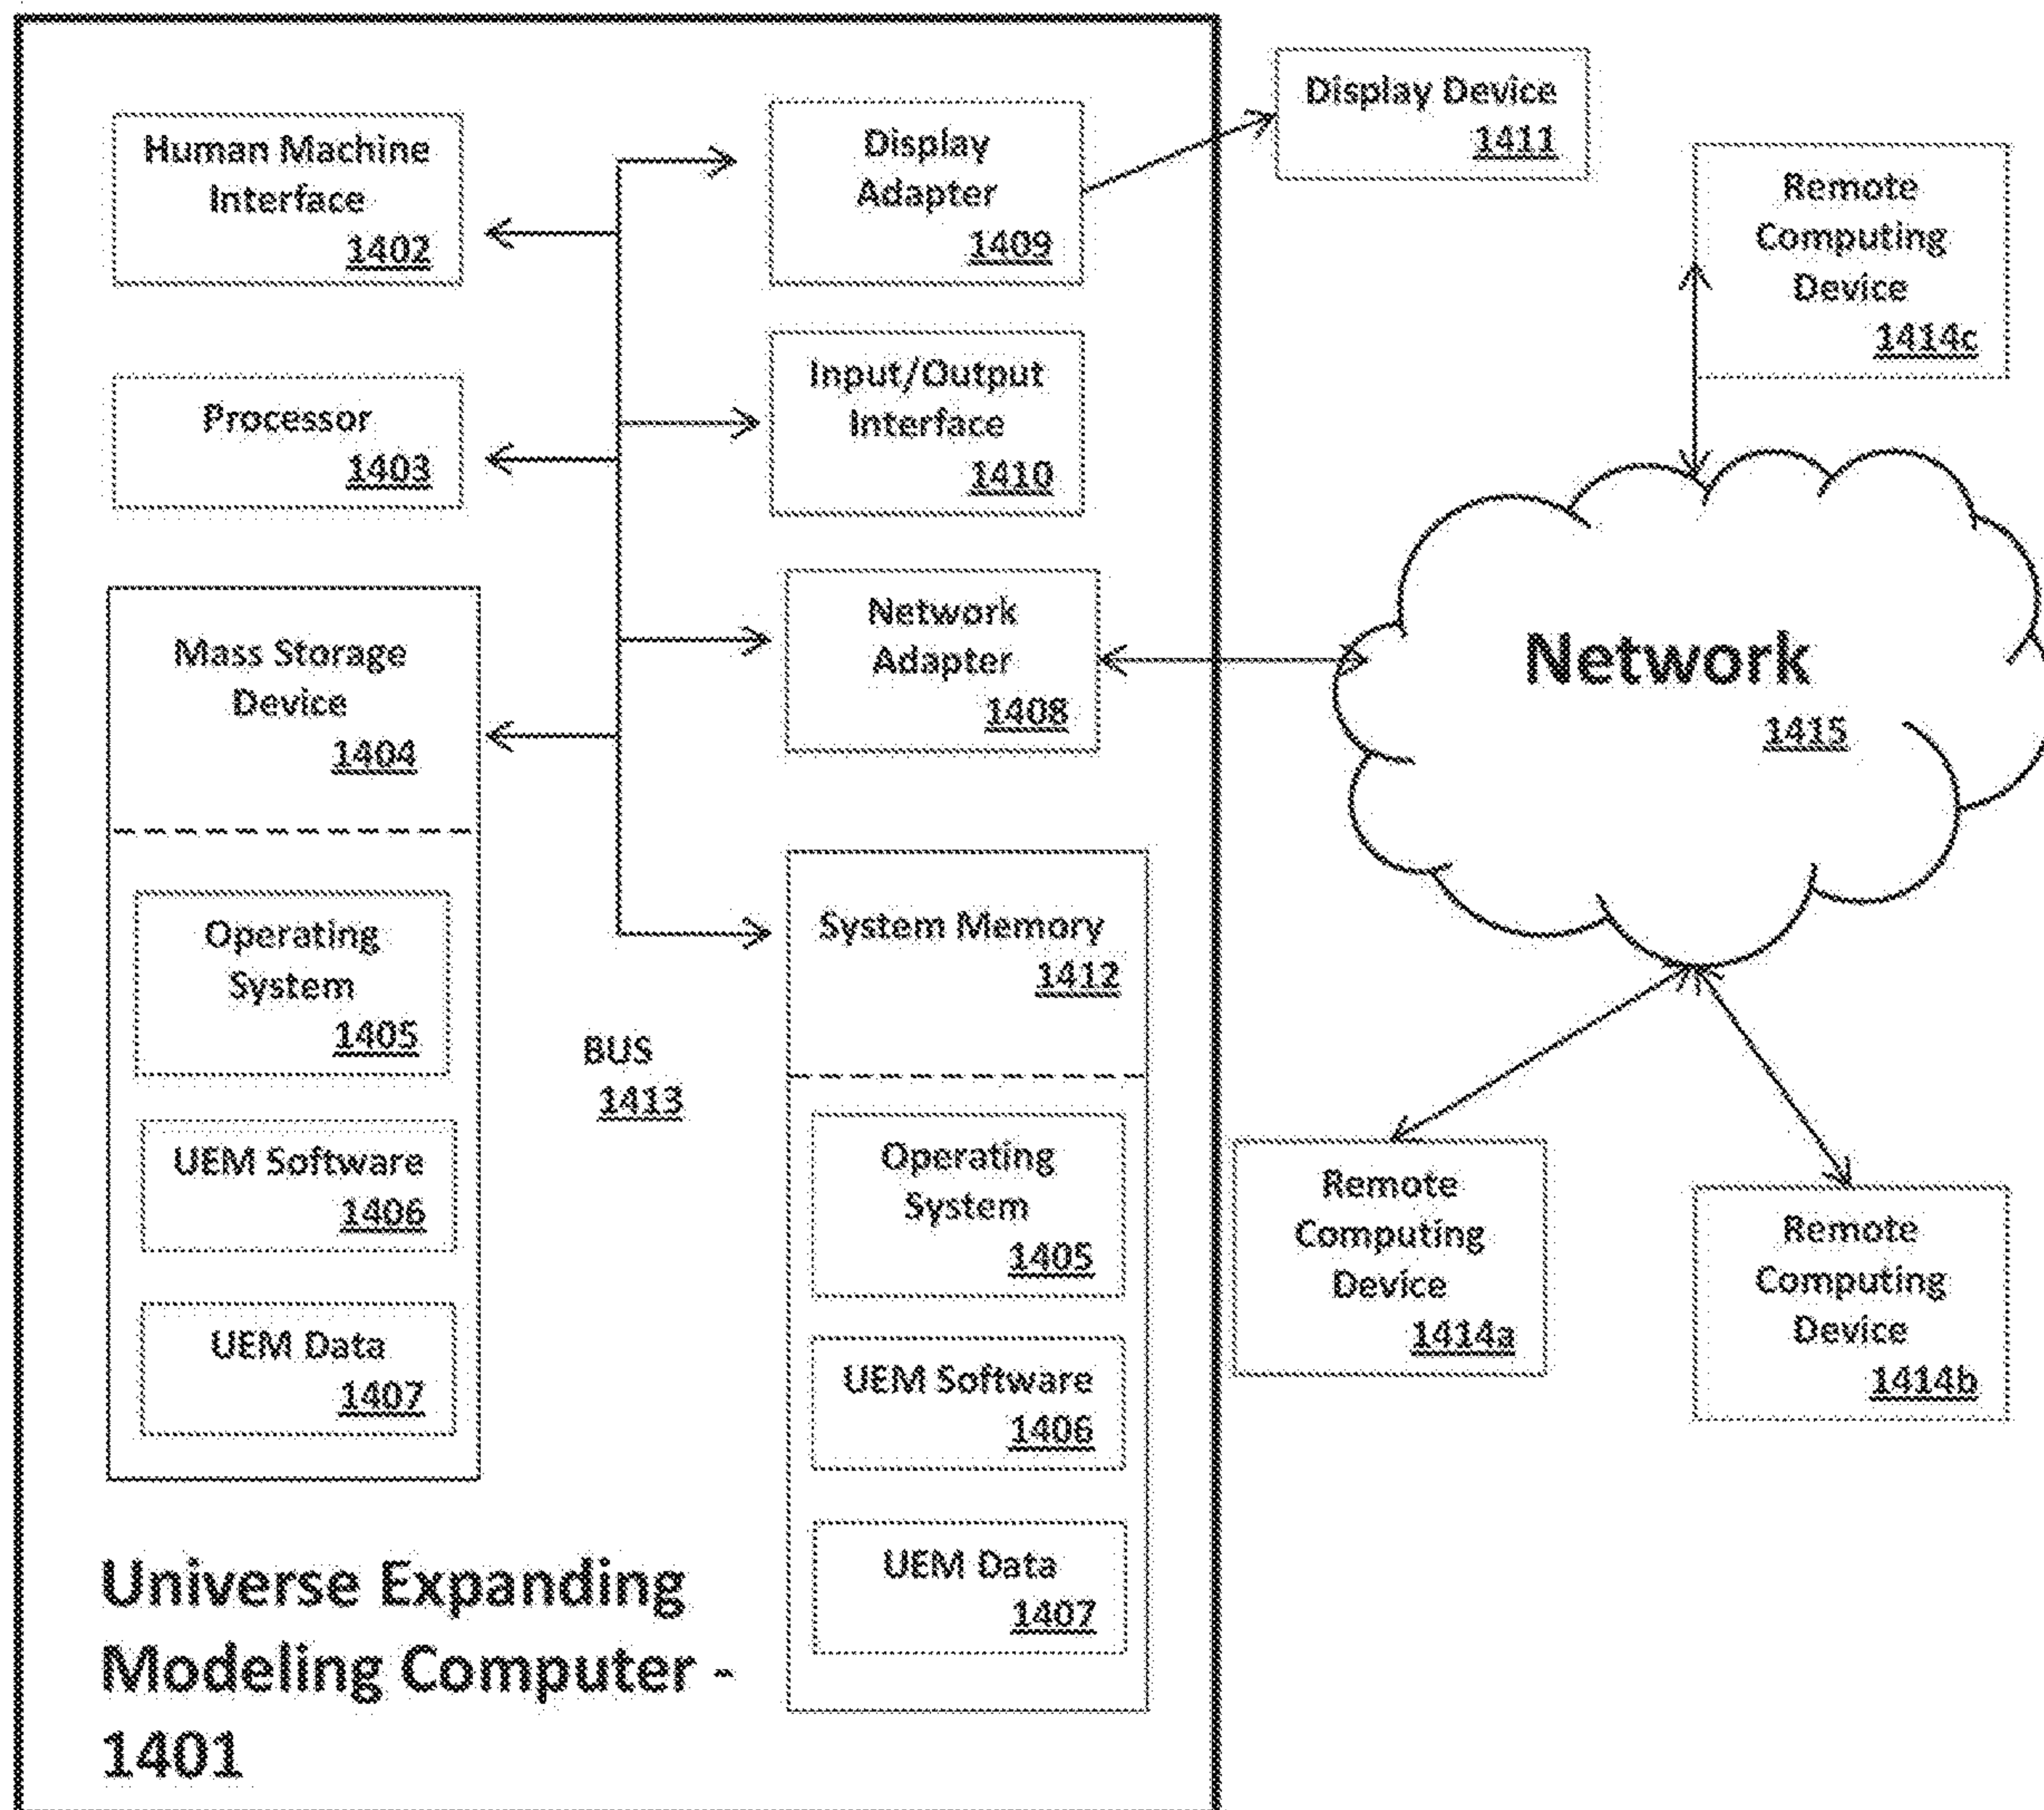 Human Machine
Interface
1402
Processor
1403
Mass Storage
Device
1404
Operating
System
1405
UEM Software
1406
UEM Data
1407
BUS
1413
Display
Adapter
1409
Input/Output
Interface
1410
Network
Adapter
1408
System Memory
1412
Operating
System
1405
UEM Software
1406
UEM Data
1407
Universe Expanding
Modeling Computer -
1401
Display Device
1411
Remote
Computing
Device
1414c
Network
1415
Remote
Computing
Device
1414a
Remote
Computing
Device
1414b